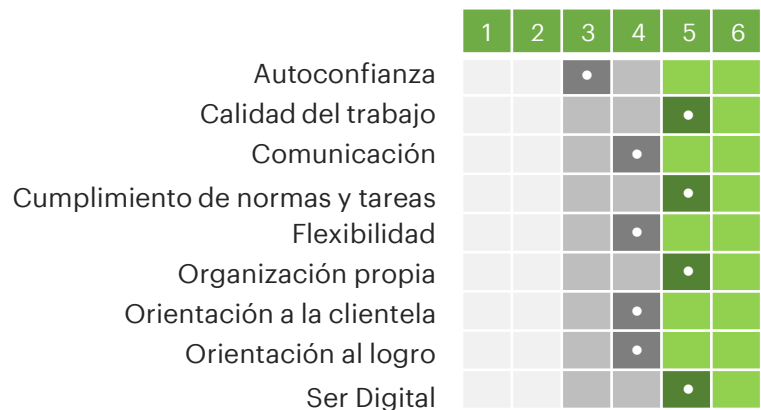 1 2 3 4 5 6
Autoconfianza
Calidad del trabajo
Comunicación
Cumplimiento de normas y tareas
Flexibilidad
Organización propia
Orientación a la clientela
Orientación al logro
Ser Digital